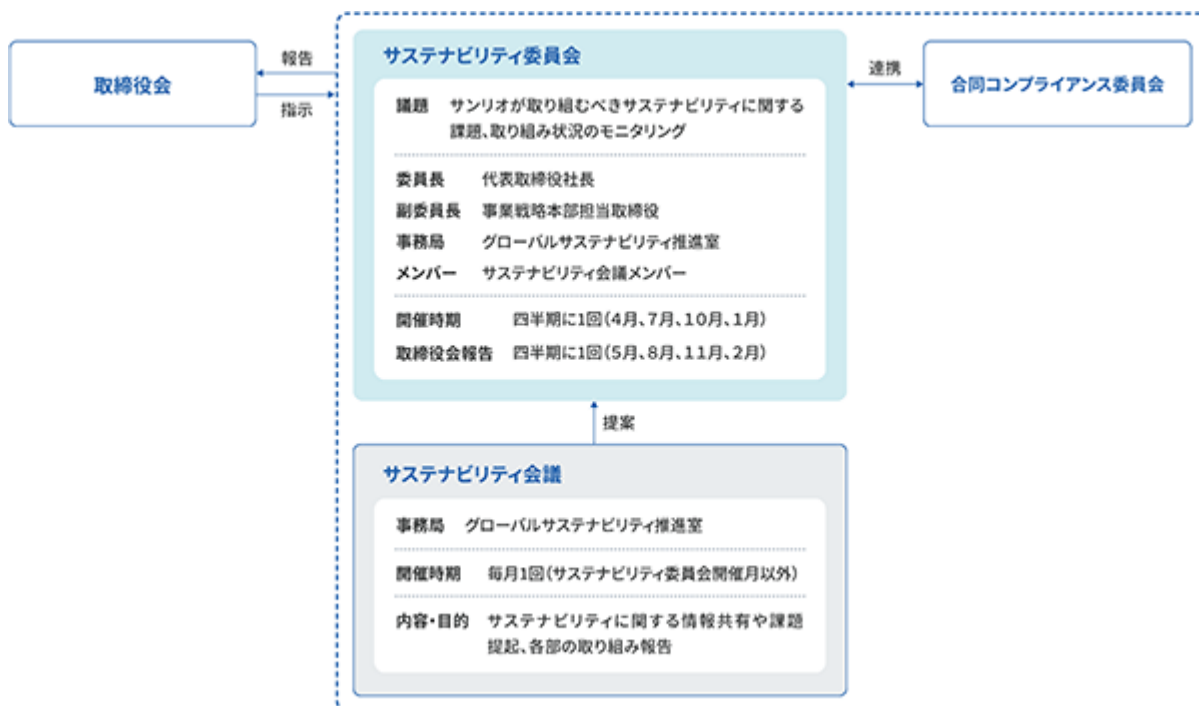 取締役会
報告
指示
サステナビリティ委員会
議題 サンリオが取り組むべきサステナビリティに関する
課題、取り組み状況のモニタリング
委員長 代表取締役社長
副委員長 事業戦略本部担当取締役
事務局 グローバルサステナビリティ推進室
メンバー サステナビリティ会議メンバー
開催時期 四半期に1回(4月、7月、10月、1月)
取締役会報告 四半期に1回(5月、8月、11月、2月)
連携
合同コンプライアンス委員会
提案
サステナビリティ会議
事務局 グローバルサステナビリティ推進室
開催時期 毎月1回(サステナビリティ委員会開催月以外)
内容・目的 サステナビリティに関する情報共有や課題
提起、各部の取り組み報告